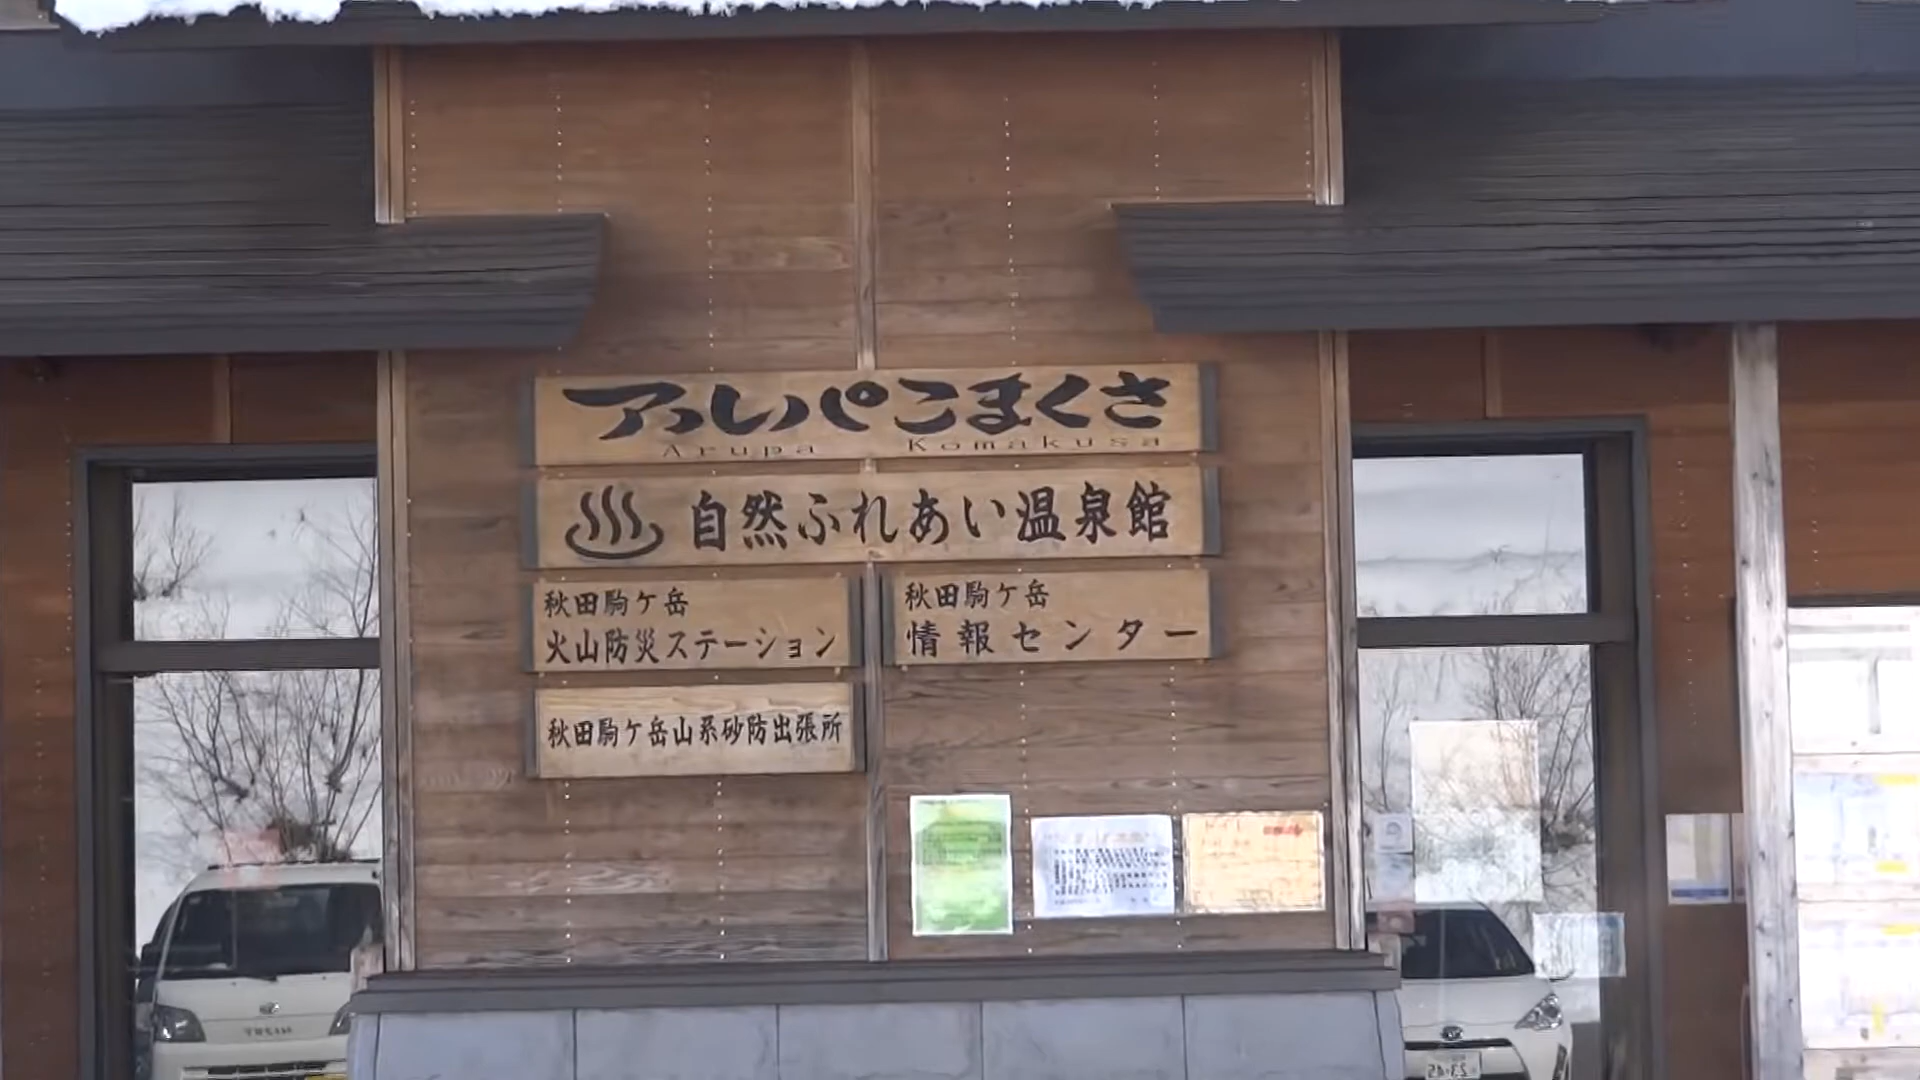 アルパこまくさ
Arupa Komakusa
自然ふれあい温泉館
秋田駒ケ岳
火山防災ステーション
秋田駒ケ岳
情報センター
秋田駒ケ岳山系砂防出張所